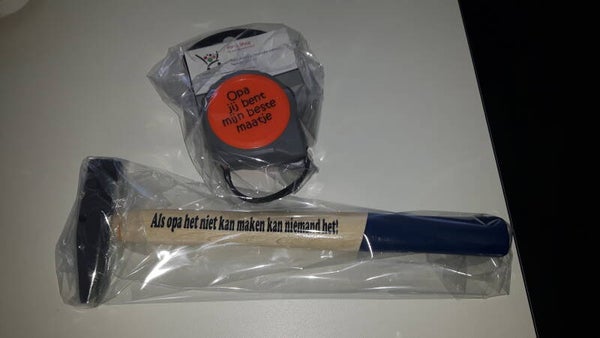 Opa
jij bent
mijn beste
maatje
Als opa het niet kan maken kan niemand het!